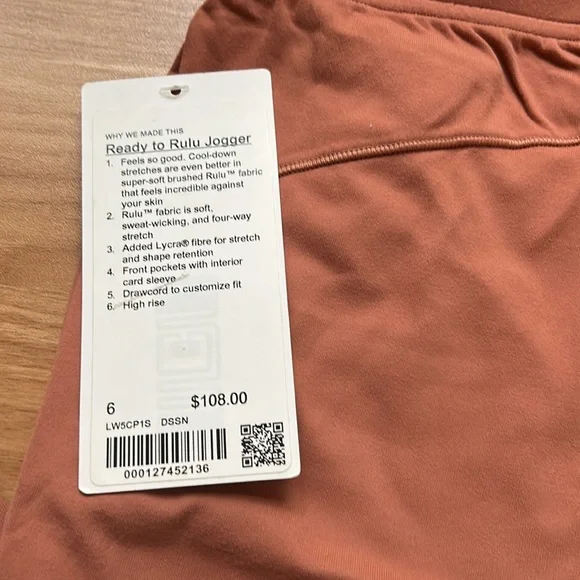 WHY WE MADE THIS
Ready to Rulu Jogger
1. Feels so good. Cool-down
stretches are even better in
super-soft brushed Rulu™ fabric
that feels incredible against
your skin
2. Rulu™ fabric is soft,
sweat-wicking, and four-way
stretch
3. Added Lycra® fibre for stretch
and shape retention
4. Front pockets with interior
card sleeve
5. Drawcord to customize fit
6. High rise
6 $108.00
LW5CP1S DSSN
000127452136